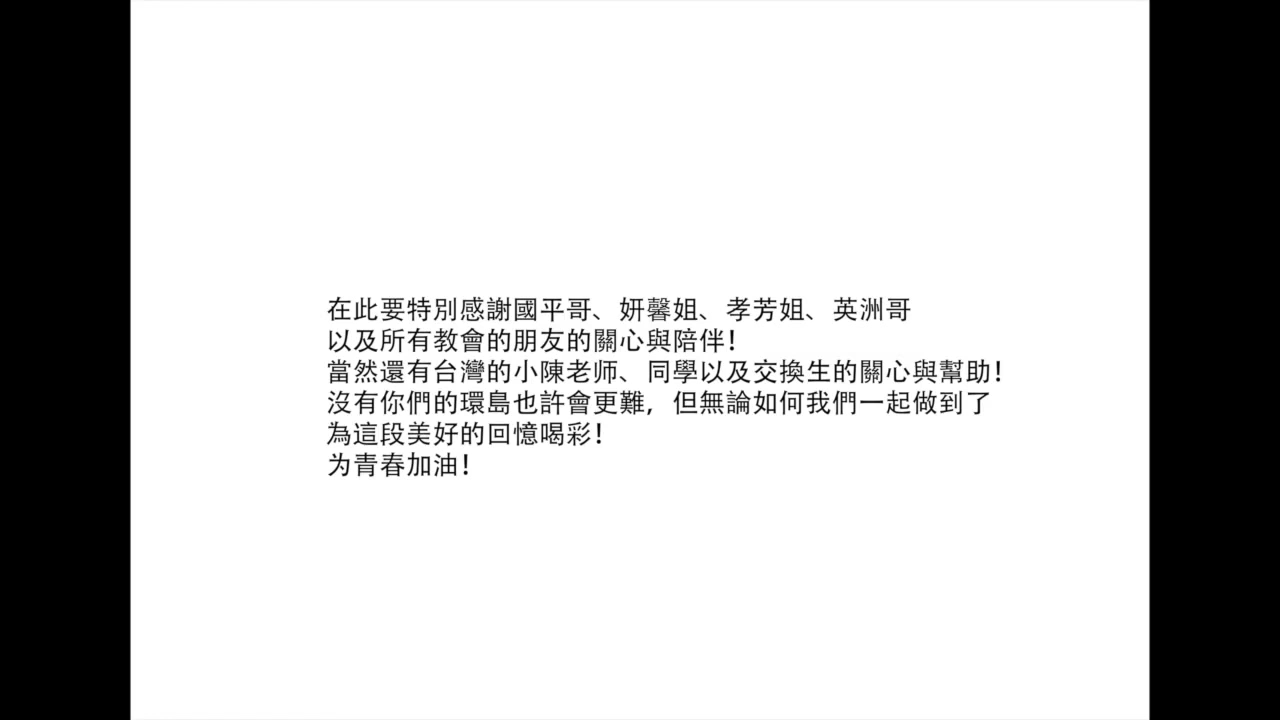 在此要特別感謝國平哥、妍馨姐、孝芳姐、英洲哥
以及所有教會的朋友的關心與陪伴！
當然還有台灣的小陳老师、同學以及交換生的關心與幫助！
沒有你們的環島也許會更難，但無論如何我們一起做到了
為這段美好的回憶喝彩！
为青春加油！